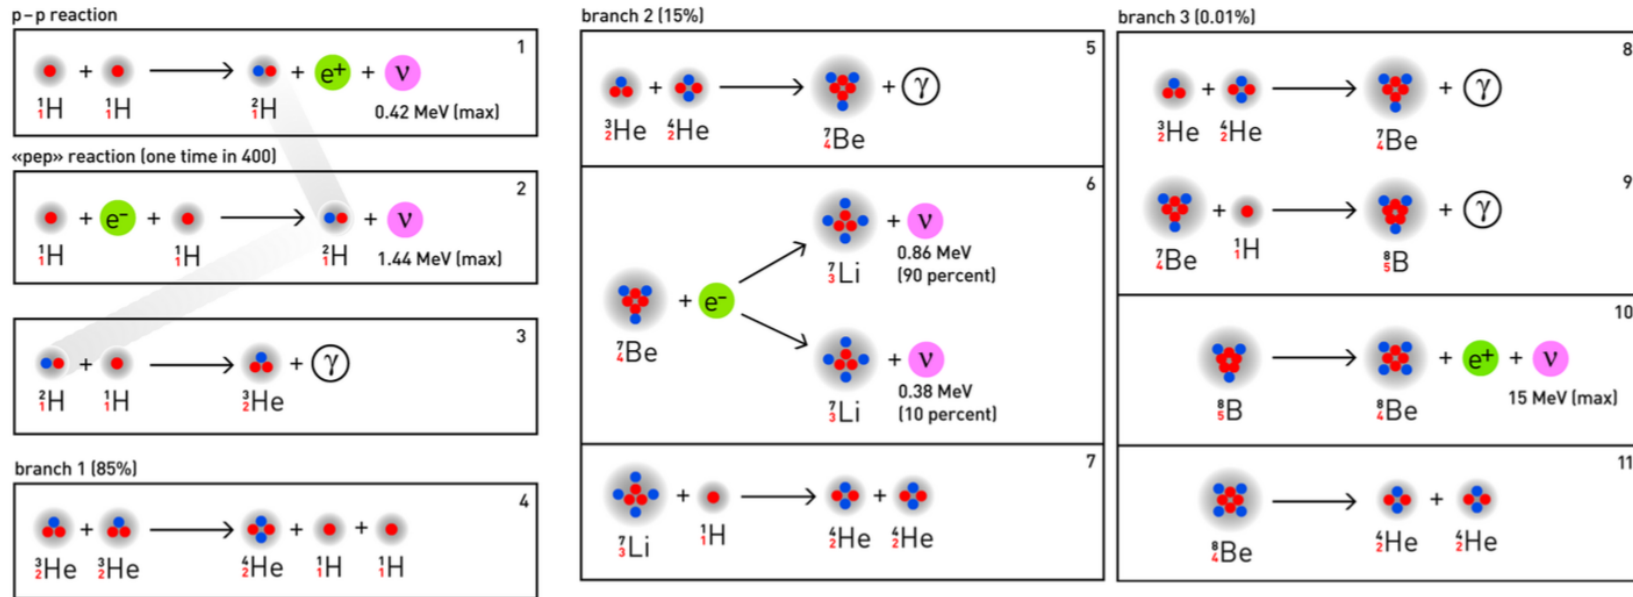 p-p reaction
1
¹₁H + ¹₁H → ²₁H + e⁺ + ν
0.42 MeV (max)
«pep» reaction (one time in 400)
2
¹₁H + e⁻ + ¹₁H → ²₁H + ν
1.44 MeV (max)
3
²₁H + ¹₁H → ³₂He + γ
branch 1 (85%)
4
³₂He + ³₂He → ⁴₂He + ¹₁H + ¹₁H
branch 2 (15%)
5
³₂He + ⁴₂He → ⁷₄Be + γ
6
⁷₄Be + e⁻
⁷₃Li + ν
0.86 MeV
(90 percent)
⁷₃Li + ν
0.38 MeV
(10 percent)
7
⁷₃Li + ¹₁H → ⁴₂He + ⁴₂He
branch 3 (0.01%)
8
³₂He + ⁴₂He → ⁷₄Be + γ
9
⁷₄Be + ¹₁H → ⁸₅B + γ
10
⁸₅B → ⁸₄Be + e⁺ + ν
15 MeV (max)
11
⁸₄Be → ⁴₂He + ⁴₂He